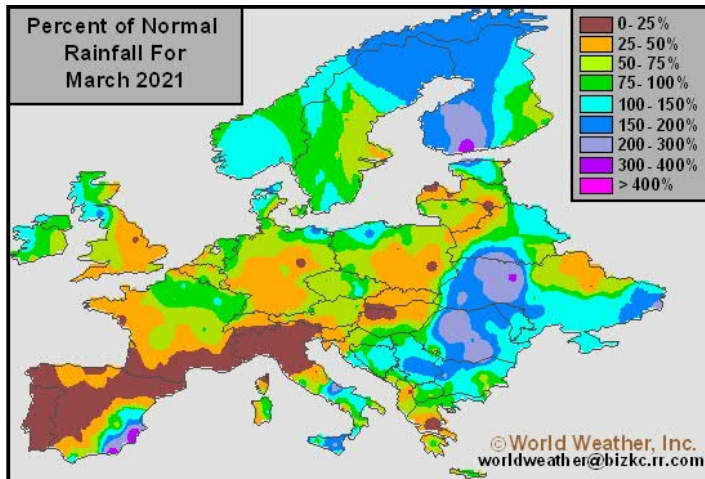 Percent of Normal
Rainfall For
March 2021
0- 25%
25- 50%
50- 75%
75- 100%
100- 150%
150- 200%
200- 300%
300- 400%
> 400%
©World Weather, Inc.
worldweather@bizkc.rr.com